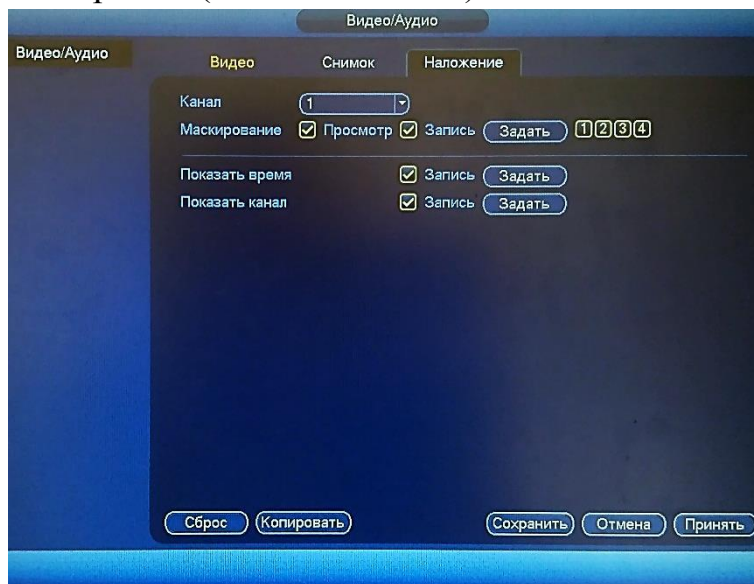 Видео/Аудио
Видео/Аудио
Видео Снимок Наложение
Канал 1
Маскирование Просмотр Запись Задать 1 2 3 4
Показать время Запись Задать
Показать канал Запись Задать
Сброс Копировать Сохранить Отмена Принять